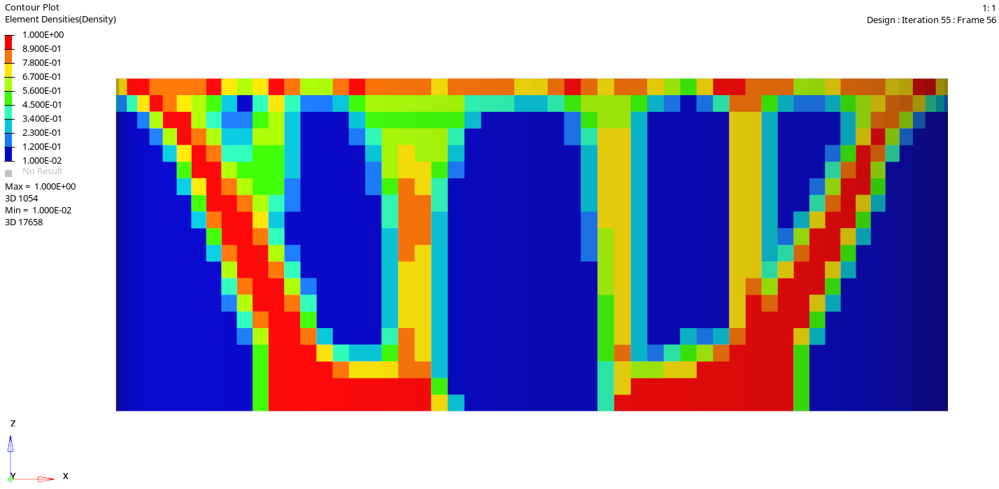 Contour Plot
Element Densities(Density)
1.000E+00
8.900E-01
7.800E-01
6.700E-01
5.600E-01
4.500E-01
3.400E-01
2.300E-01
1.200E-01
1.000E-02
No Result
Max = 1.000E+00
3D 1054
Min = 1.000E-02
3D 17658
1: 1
Design : Iteration 55 : Frame 56
Z
Y
X